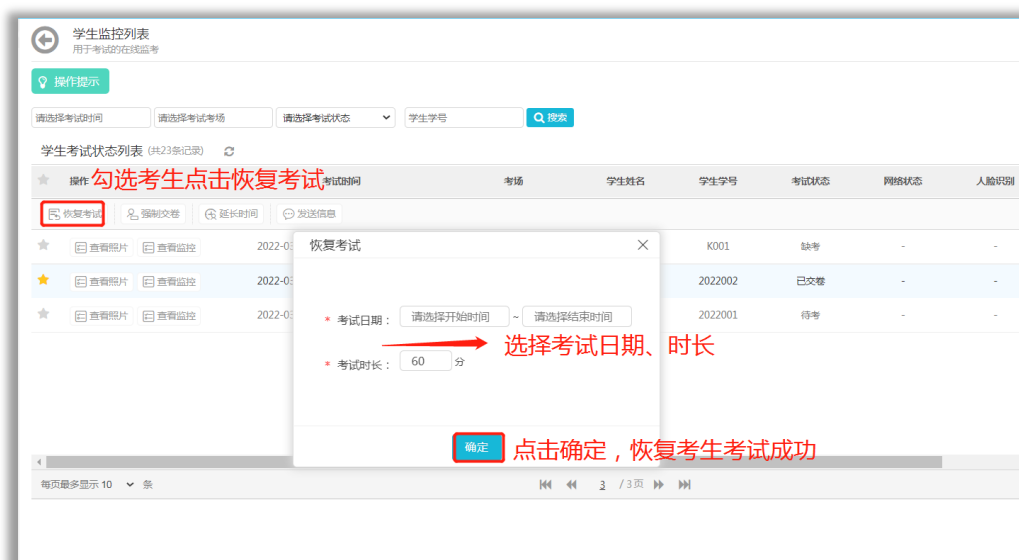 学生监控列表
用于考试的在线监考
操作提示
请选择考试时间 请选择考试考场 请选择考试状态 学生学号 搜索
学生考试状态列表 (共23条记录)
操作 勾选考生点击恢复考试 考试时间 考场 学生姓名 学生学号 考试状态 网络状态 人脸识别
恢复考试 强制交卷 延长时间 发送信息
恢复考试
查看照片 查看监控 2022-0 K001 缺考 - -
查看照片 查看监控 2022-0 2022002 已交卷 - -
查看照片 查看监控 2022-0 2022001 待考 - -
* 考试日期： 请选择开始时间 ~ 请选择结束时间
选择考试日期、时长
* 考试时长： 60 分
确定 点击确定，恢复考生考试成功
每页最多显示 10 条 3 /3页